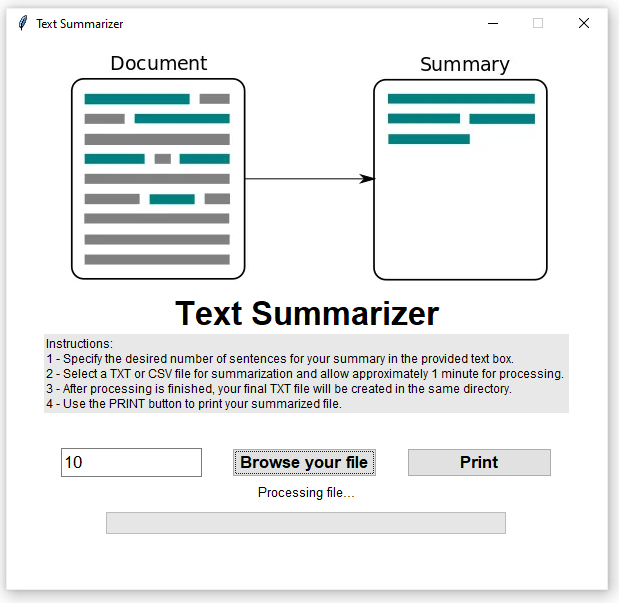 Text Summarizer
Document
Summary
Text Summarizer
Instructions:
1 - Specify the desired number of sentences for your summary in the provided text box.
2 - Select a TXT or CSV file for summarization and allow approximately 1 minute for processing.
3 - After processing is finished, your final TXT file will be created in the same directory.
4 - Use the PRINT button to print your summarized file.
10
Browse your file
Print
Processing file...